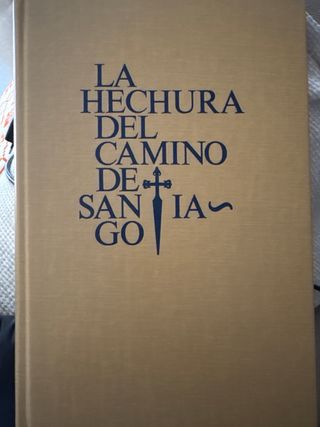 LA
HECHURA
DEL
CAMINO
DE
SANTIA~
GO